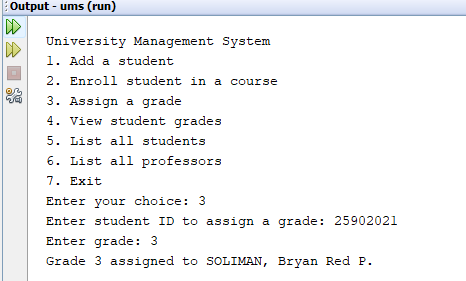 Output - ums (run)
University Management System
1. Add a student
2. Enroll student in a course
3. Assign a grade
4. View student grades
5. List all students
6. List all professors
7. Exit
Enter your choice: 3
Enter student ID to assign a grade: 25902021
Enter grade: 3
Grade 3 assigned to SOLIMAN, Bryan Red P.